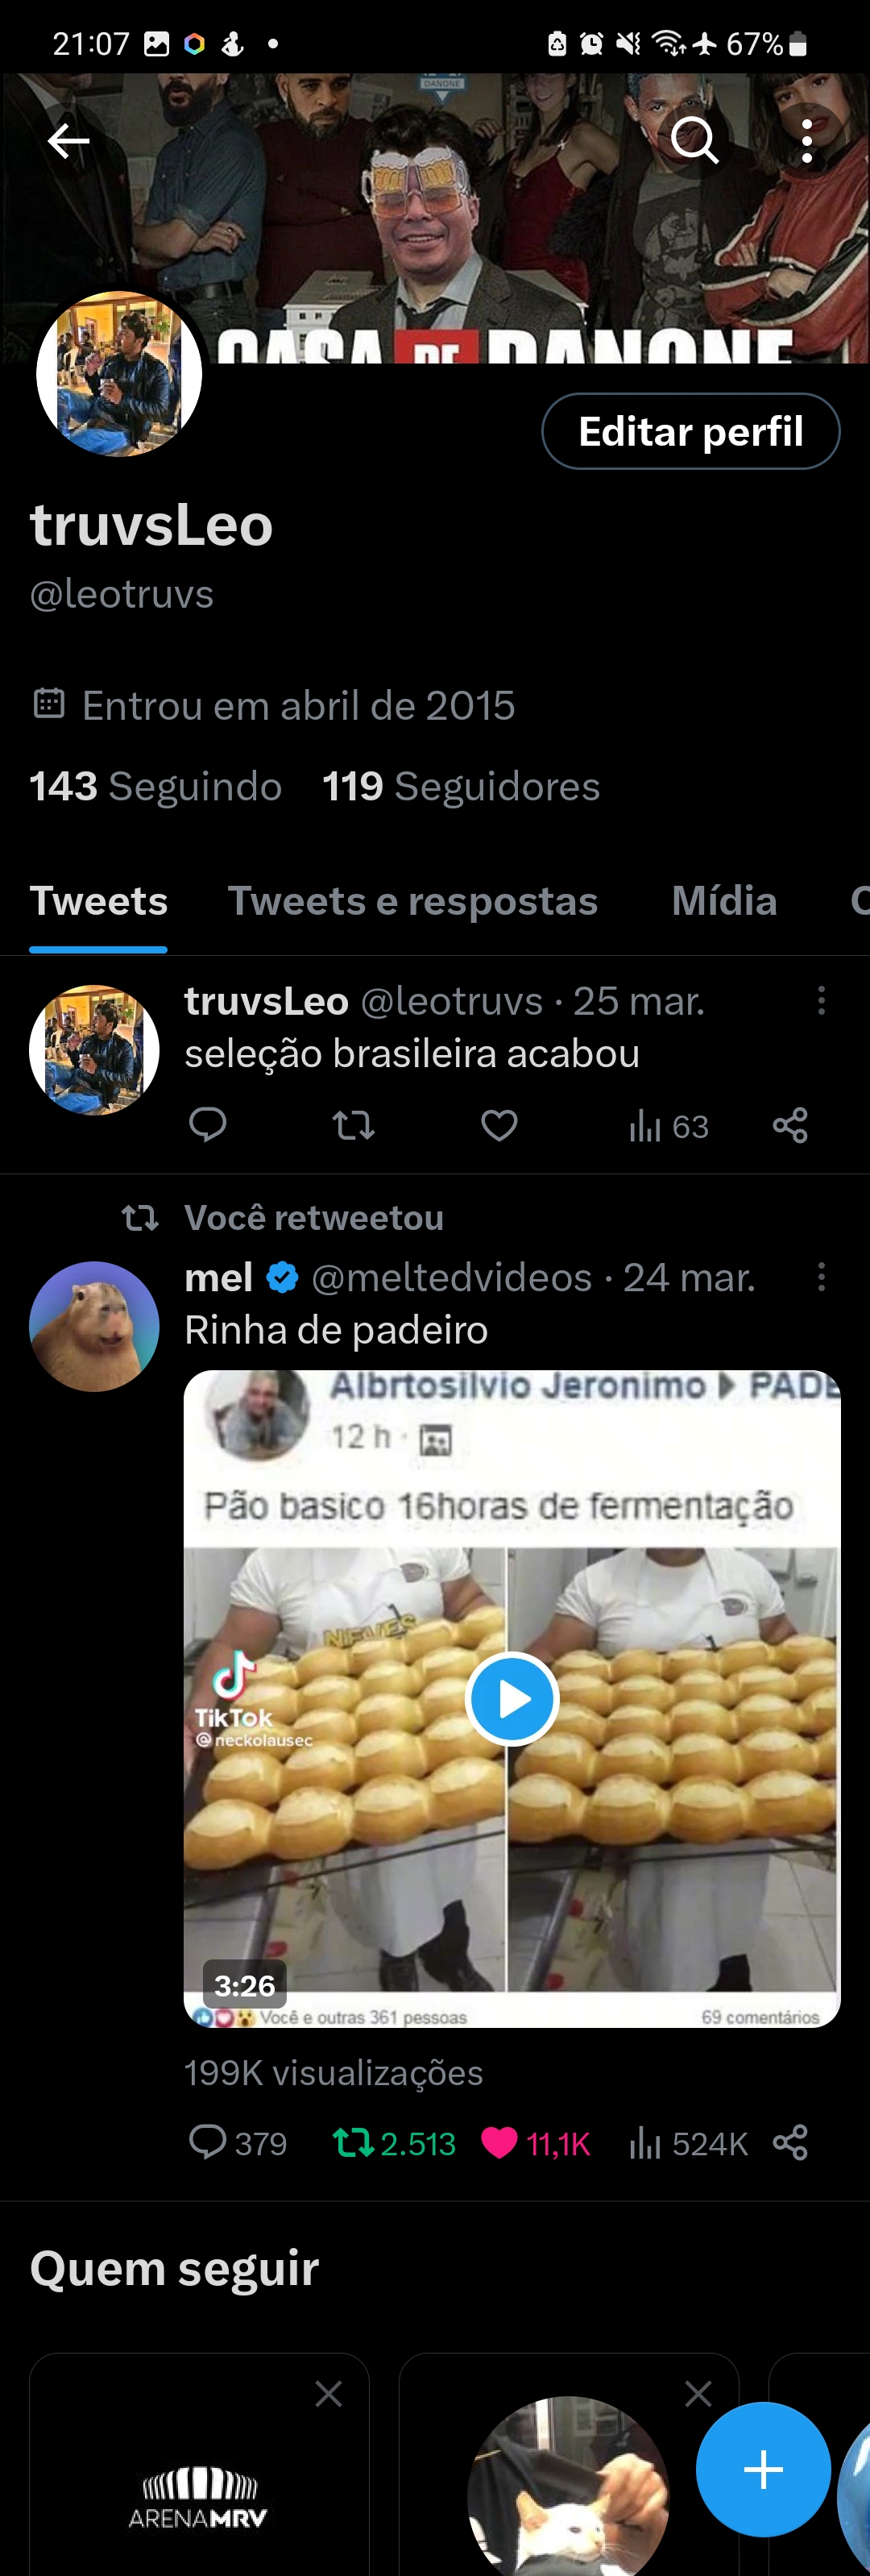 21:07
67%
DANONE
CASA DE DANONE
Editar perfil
truvsLeo
@leotruvs
Entrou em abril de 2015
143 Seguindo 119 Seguidores
Tweets Tweets e respostas Mídia
truvsLeo @leotruvs · 25 mar.
seleção brasileira acabou
63
Você retweetou
mel @meltedvideos · 24 mar.
Rinha de padeiro
Albrtosilvio Jeronimo ▶ PADE
12 h ·
Pão basico 16horas de fermentação
NIEVES
TikTok
@neckolausec
3:26
Você e outras 361 pessoas 69 comentários
199K visualizações
379 2.513 11,1K 524K
Quem seguir
ARENAMRV